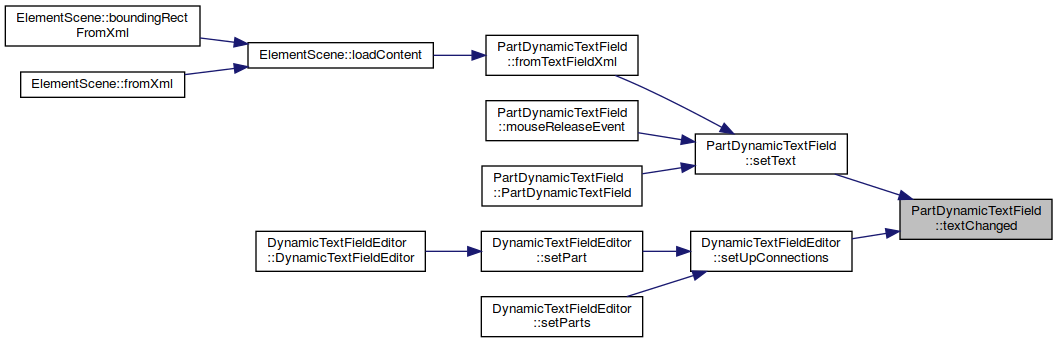 ElementScene::boundingRect
FromXml
ElementScene::fromXml
ElementScene::loadContent
PartDynamicTextField
::fromTextFieldXml
PartDynamicTextField
::mouseReleaseEvent
PartDynamicTextField
::PartDynamicTextField
PartDynamicTextField
::setText
PartDynamicTextField
::textChanged
DynamicTextFieldEditor
::DynamicTextFieldEditor
DynamicTextFieldEditor
::setPart
DynamicTextFieldEditor
::setUpConnections
DynamicTextFieldEditor
::setParts